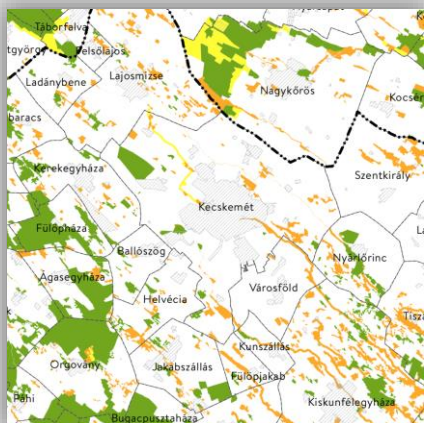 Táborfalva
Felsőlajos
Lajosmizse
Ladánybene
Nagykőrös
Kocsér
baracs
Kerekegyháza
Szentkirály
Kecskemét
Fülöpháza
Ballószög
Nyárlőrinc
Ágasegyháza
Helvécia
Városföld
Orgovány
Jakabszállás
Kunszállás
Fülöpjakab
Kiskunfélegyháza
Páhi
Bugacpusztaháza